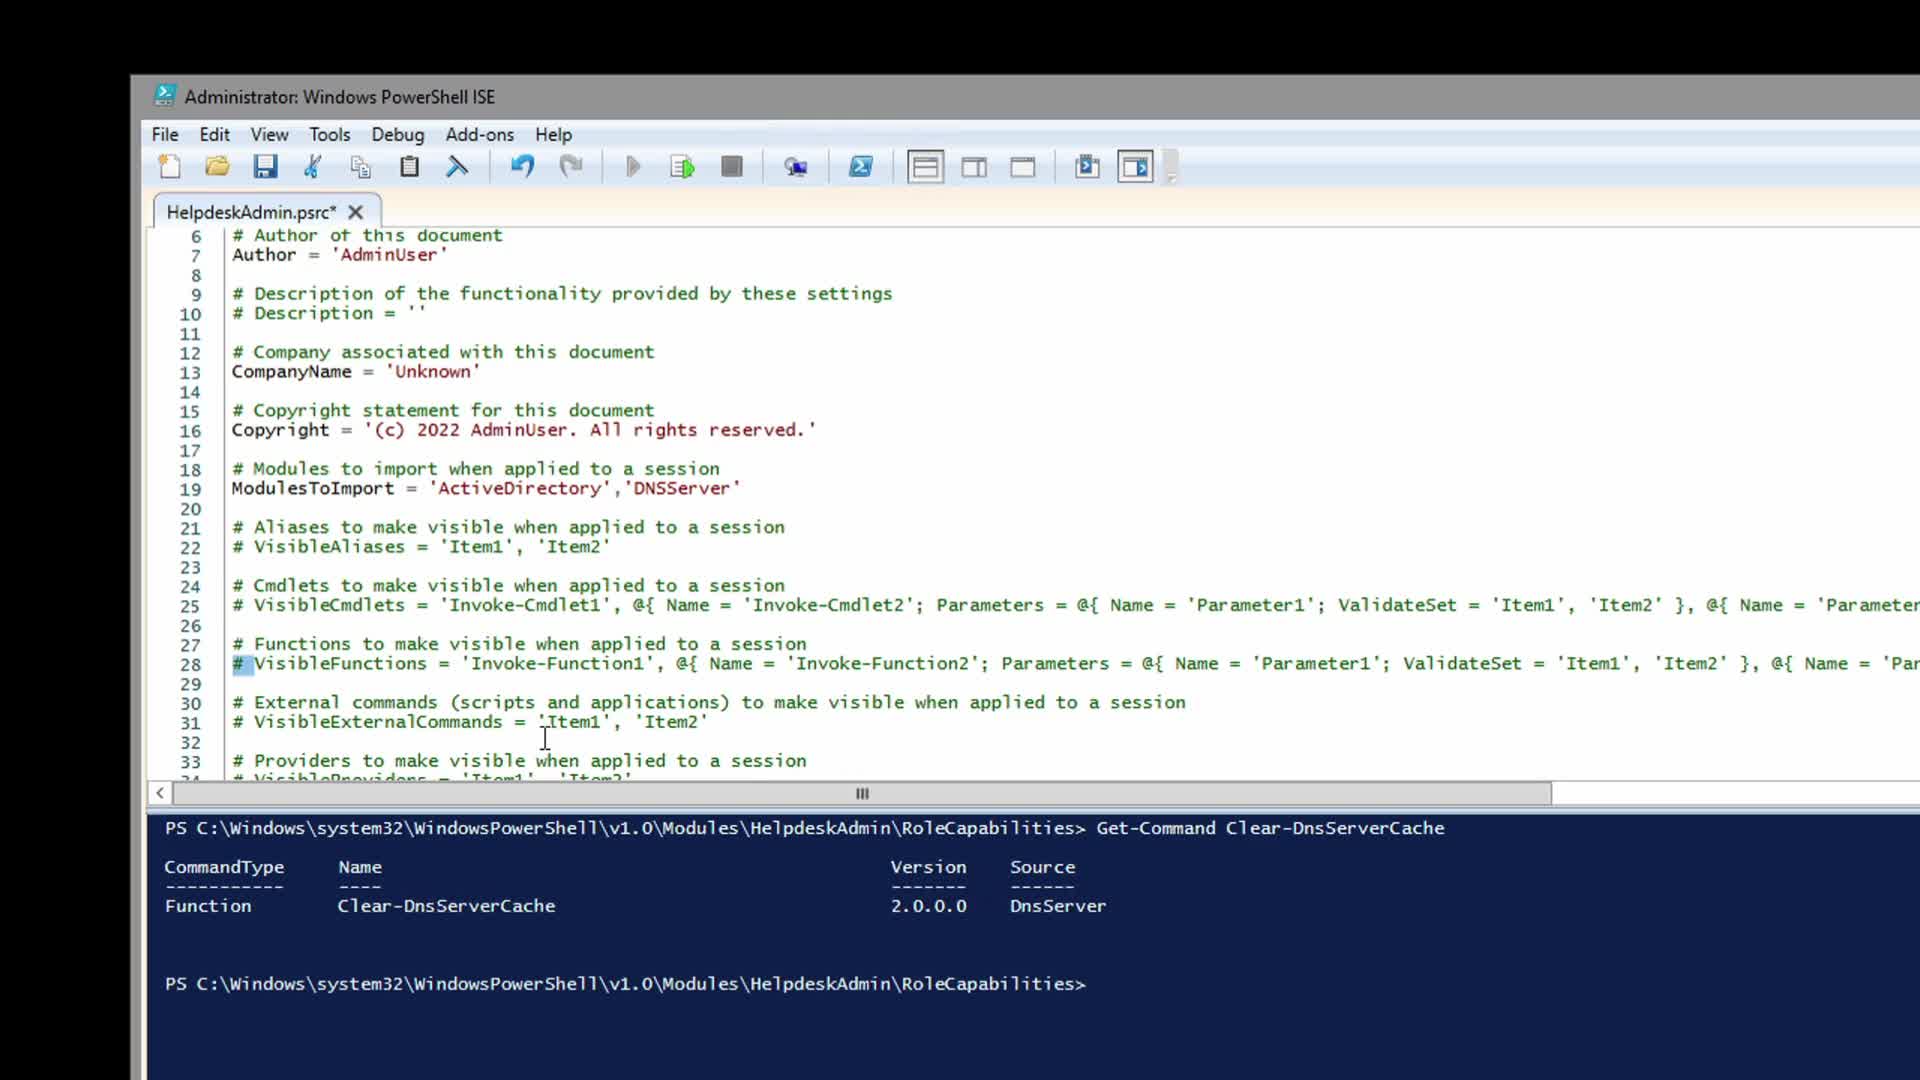 Administrator: Windows PowerShell ISE
File Edit View Tools Debug Add-ons Help
HelpdeskAdmin.psrc*
6 # Author of this document
7 Author = 'AdminUser'
8
9 # Description of the functionality provided by these settings
10 # Description = ''
11
12 # Company associated with this document
13 CompanyName = 'Unknown'
14
15 # Copyright statement for this document
16 Copyright = '(c) 2022 AdminUser. All rights reserved.'
17
18 # Modules to import when applied to a session
19 ModulesToImport = 'ActiveDirectory','DNSServer'
20
21 # Aliases to make visible when applied to a session
22 # VisibleAliases = 'Item1', 'Item2'
23
24 # Cmdlets to make visible when applied to a session
25 # VisibleCmdlets = 'Invoke-Cmdlet1', @{ Name = 'Invoke-Cmdlet2'; Parameters = @{ Name = 'Parameter1'; ValidateSet = 'Item1', 'Item2' }, @{ Name = 'Parameter
26
27 # Functions to make visible when applied to a session
28 # VisibleFunctions = 'Invoke-Function1', @{ Name = 'Invoke-Function2'; Parameters = @{ Name = 'Parameter1'; ValidateSet = 'Item1', 'Item2' }, @{ Name = 'Par
29
30 # External commands (scripts and applications) to make visible when applied to a session
31 # VisibleExternalCommands = 'Item1', 'Item2'
32
33 # Providers to make visible when applied to a session
34 # VisibleProviders = 'Item1', 'Item2'
PS C:\Windows\system32\WindowsPowerShell\v1.0\Modules\HelpdeskAdmin\RoleCapabilities> Get-Command Clear-DnsServerCache
CommandType Name Version Source
----------- ---- ------- ------
Function Clear-DnsServerCache 2.0.0.0 DnsServer
PS C:\Windows\system32\WindowsPowerShell\v1.0\Modules\HelpdeskAdmin\RoleCapabilities>